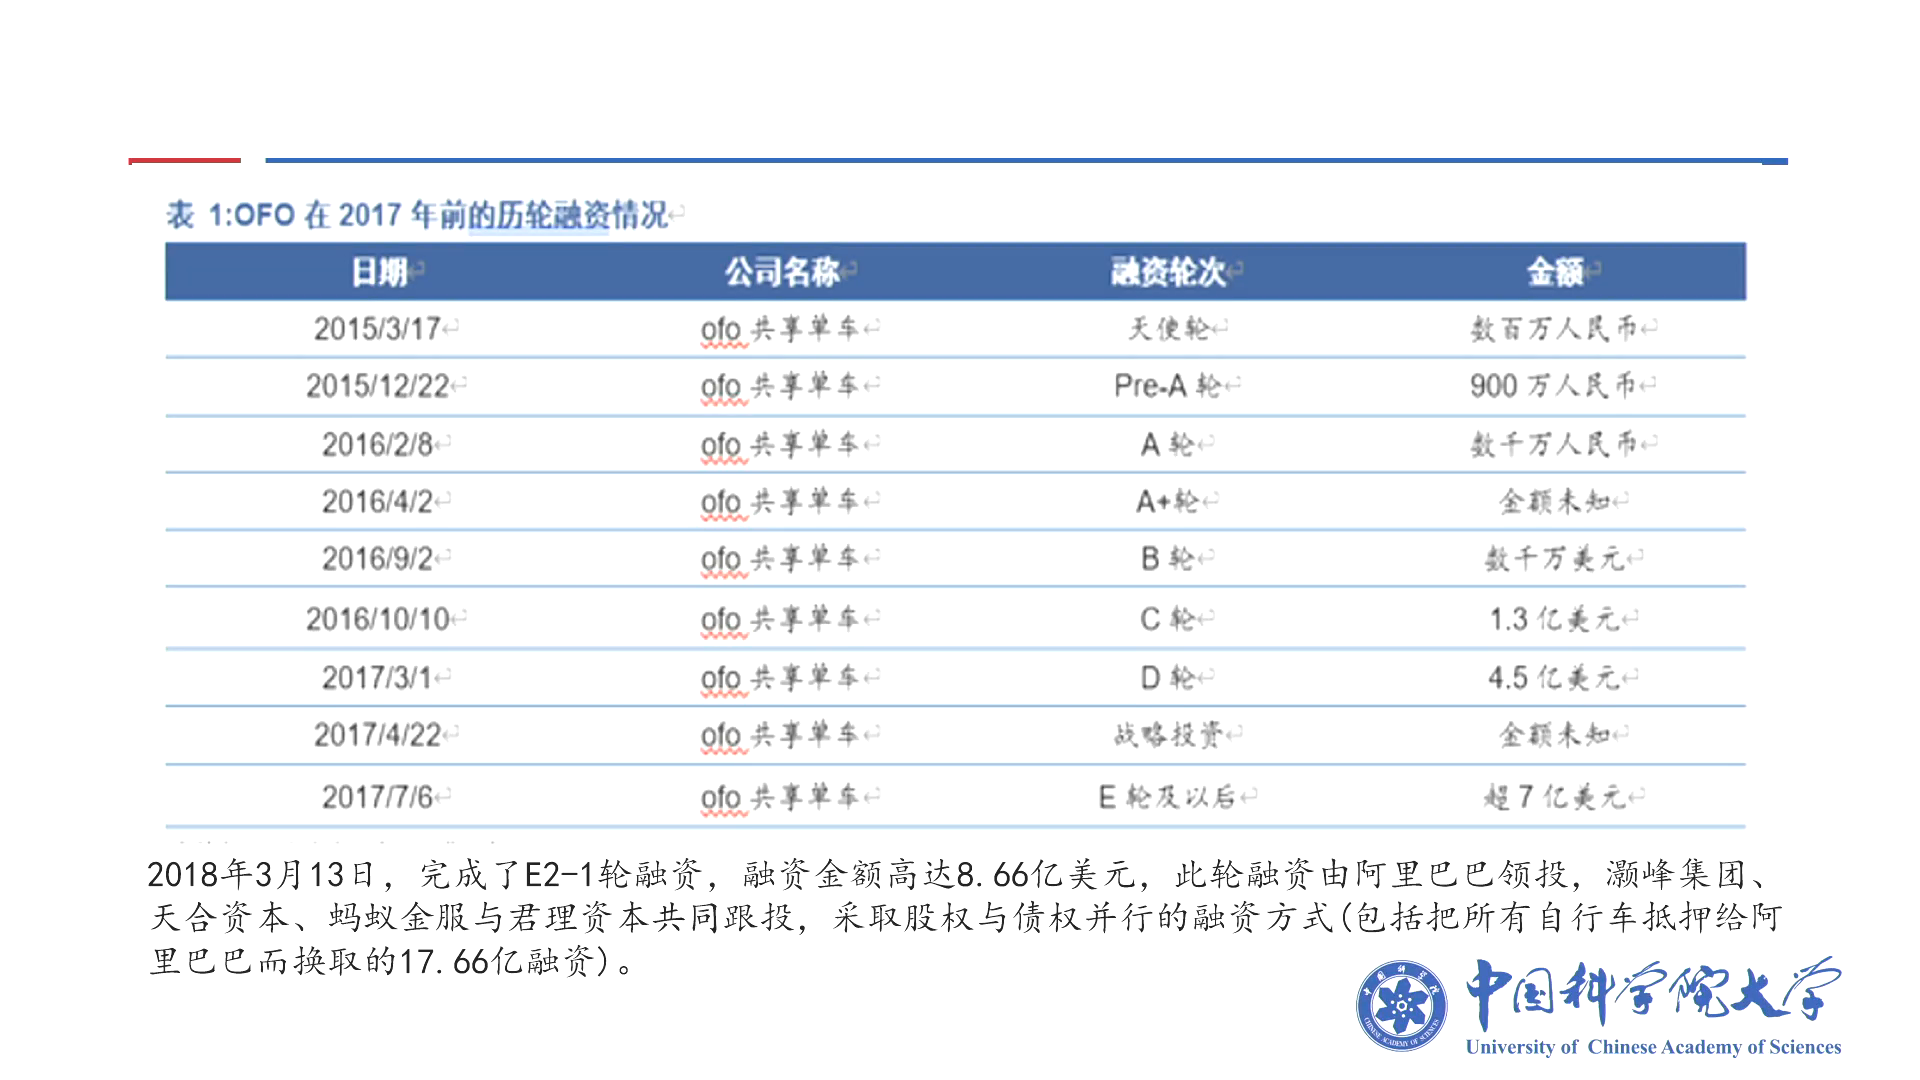 表 1:OFO 在 2017 年前的历轮融资情况
日期 公司名称 融资轮次 金额
2015/3/17 ofo 共享单车 天使轮 数百万人民币
2015/12/22 ofo 共享单车 Pre-A 轮 900 万人民币
2016/2/8 ofo 共享单车 A 轮 数千万人民币
2016/4/2 ofo 共享单车 A+轮 金额未知
2016/9/2 ofo 共享单车 B 轮 数千万美元
2016/10/10 ofo 共享单车 C 轮 1.3 亿美元
2017/3/1 ofo 共享单车 D 轮 4.5 亿美元
2017/4/22 ofo 共享单车 战略投资 金额未知
2017/7/6 ofo 共享单车 E 轮及以后 超 7 亿美元
2018年3月13日，完成了E2-1轮融资，融资金额高达8.66亿美元，此轮融资由阿里巴巴领投，灏峰集团、
天合资本、蚂蚁金服与君理资本共同跟投，采取股权与债权并行的融资方式(包括把所有自行车抵押给阿
里巴巴而换取的17.66亿融资)。
中国科学院
CHINESE ACADEMY OF SCIENCES
中国科学院大学
University of Chinese Academy of Sciences